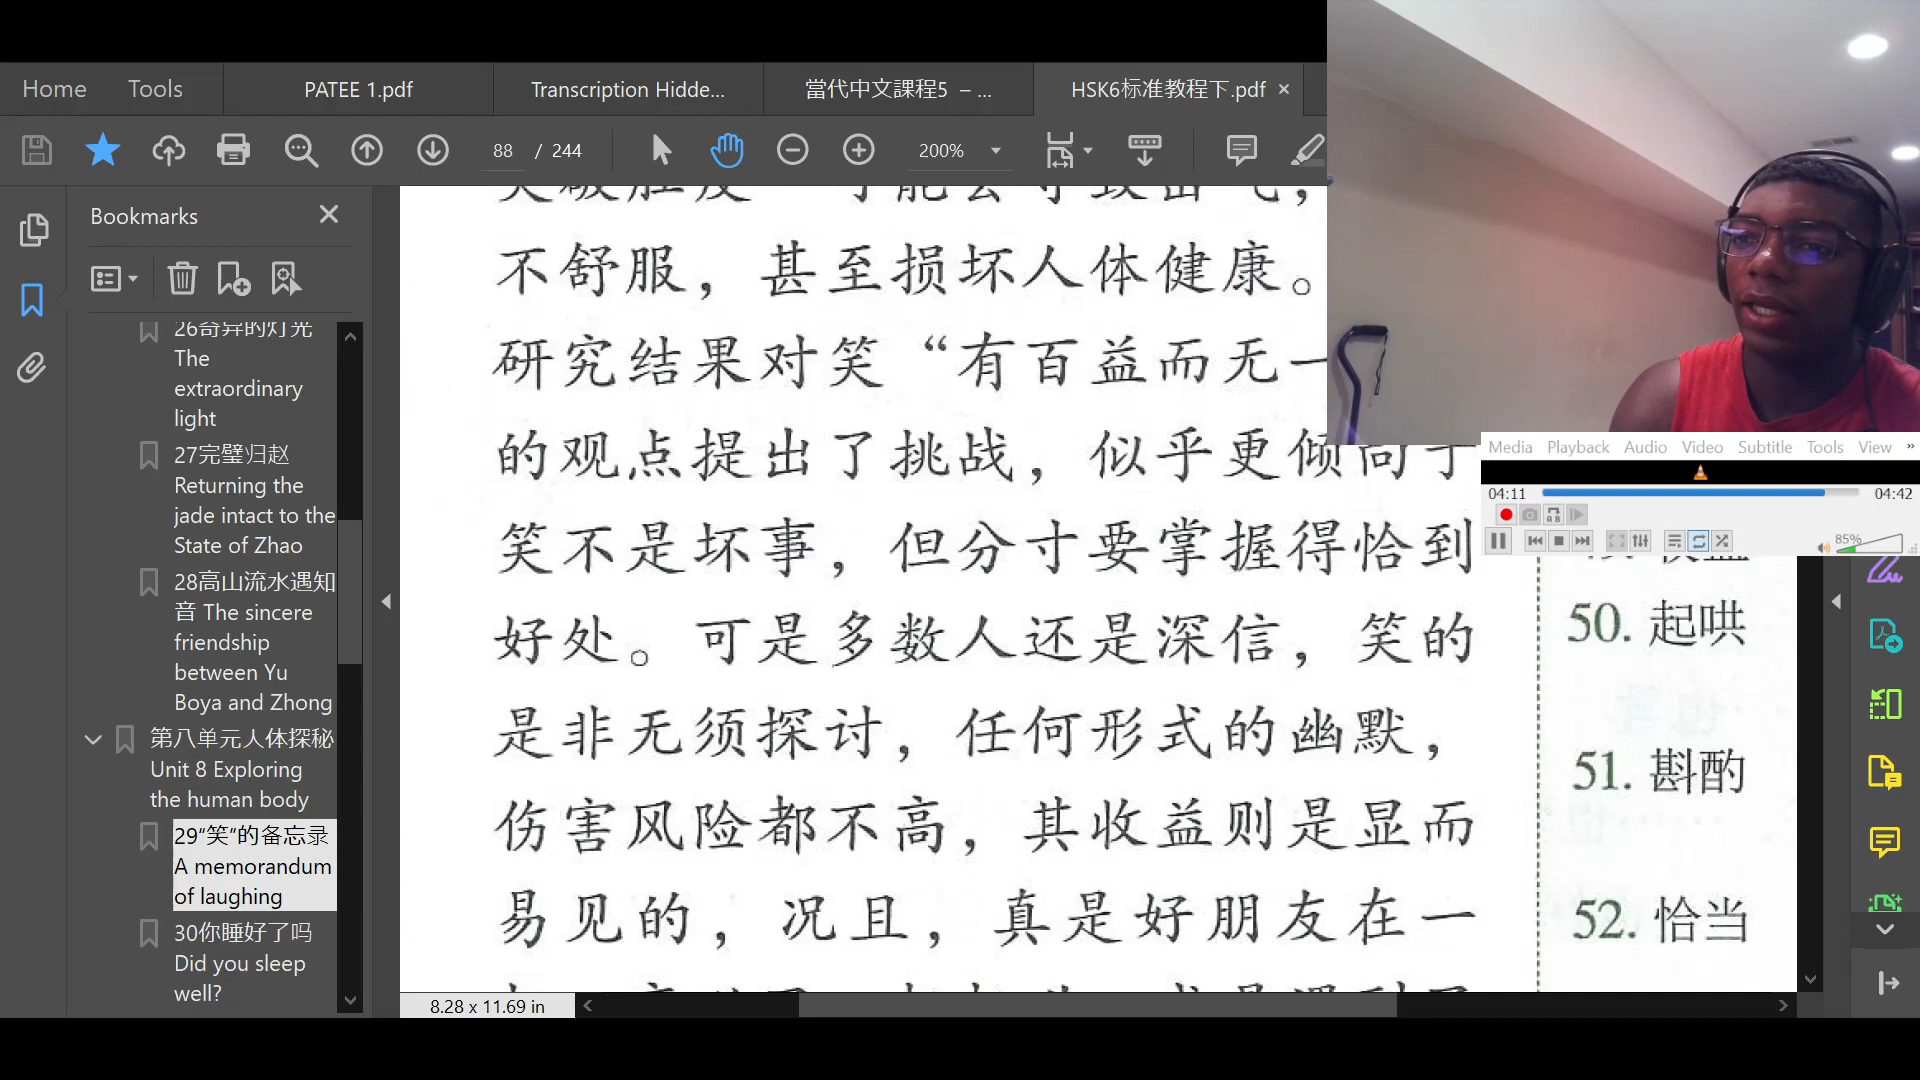 Home
Tools
PATEE 1.pdf
Transcription Hidde...
當代中文課程5 – ...
HSK6标准教程下.pdf ×
88 / 244
200%
Bookmarks
26奇异的灯光
The
extraordinary
light
27完璧归赵
Returning the
jade intact to the
State of Zhao
28高山流水遇知
音 The sincere
friendship
between Yu
Boya and Zhong
第八单元人体探秘
Unit 8 Exploring
the human body
29“笑”的备忘录
A memorandum
of laughing
30你睡好了吗
Did you sleep
well?
不舒服，甚至损坏人体健康。
研究结果对笑“有百益而无一
的观点提出了挑战，似乎更倾向于
笑不是坏事，但分寸要掌握得恰到
好处。可是多数人还是深信，笑的
是非无须探讨，任何形式的幽默，
伤害风险都不高，其收益则是显而
易见的，况且，真是好朋友在一
8.28 x 11.69 in
Media Playback Audio Video Subtitle Tools View »
04:11
04:42
85%
50. 起哄
51. 斟酌
52. 恰当